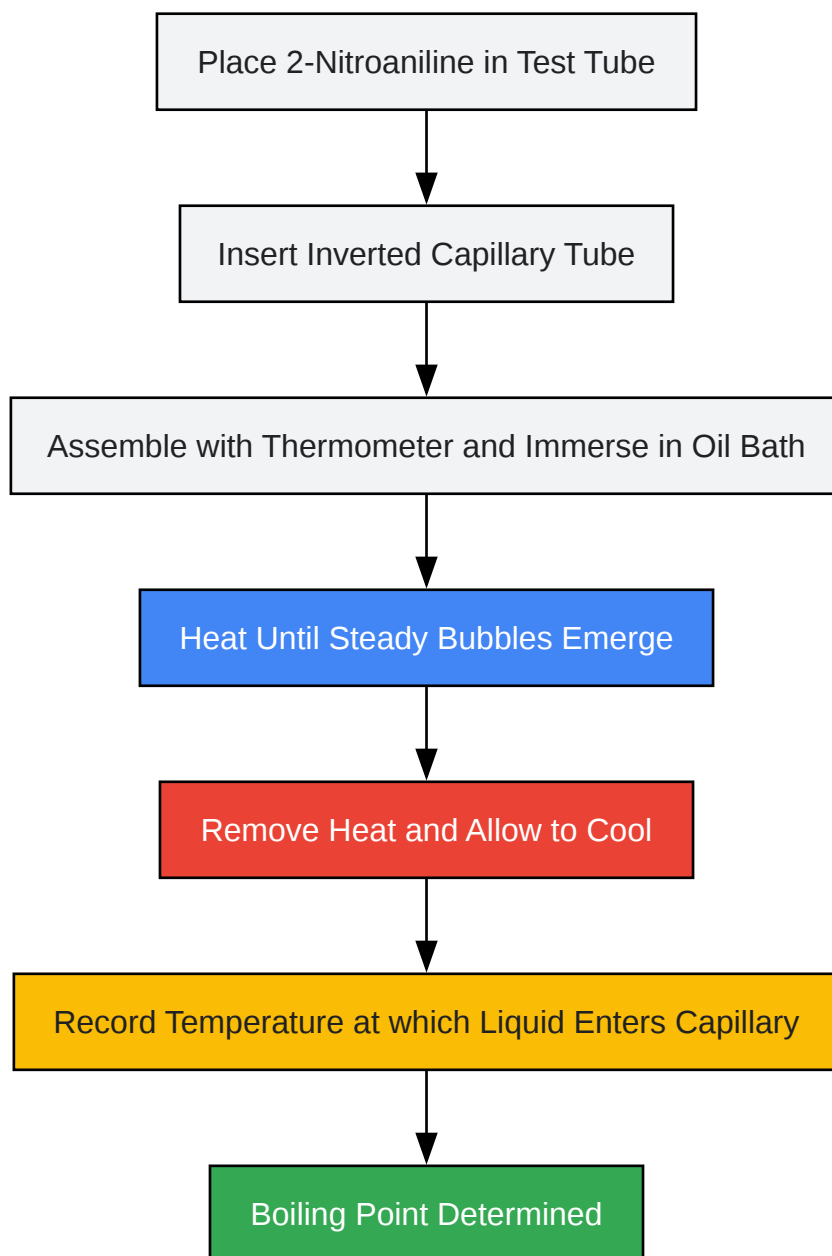 Place 2-Nitroaniline in Test Tube
Insert Inverted Capillary Tube
Assemble with Thermometer and Immerse in Oil Bath
Heat Until Steady Bubbles Emerge
Remove Heat and Allow to Cool
Record Temperature at which Liquid Enters Capillary
Boiling Point Determined